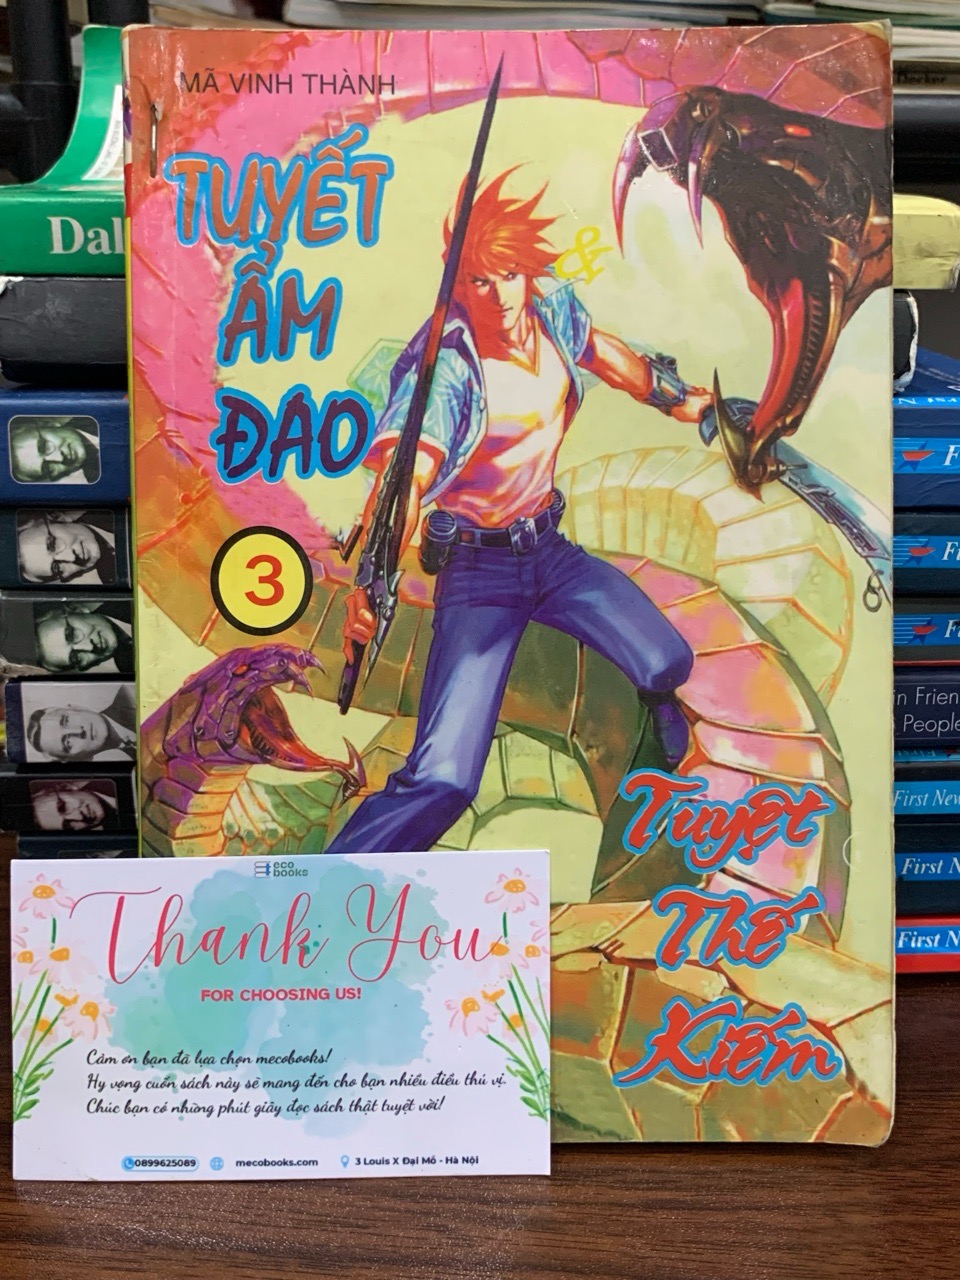 Becker
MÃ VINH THÀNH
TUYẾT
ẨM
ĐAO
&
3
Dal
N
F
F
F
in Frien
People
First New
First N
First N
Tuyệt
Thế
Kiếm
eco
books
Thank You
FOR CHOOSING US!
Cảm ơn bạn đã lựa chọn mecobooks!
Hy vọng cuốn sách này sẽ mang đến cho bạn nhiều điều thú vị.
Chúc bạn có những phút giây đọc sách thật tuyệt vời!
0899625089 mecobooks.com 3 Louis X Đại Mỗ - Hà Nội